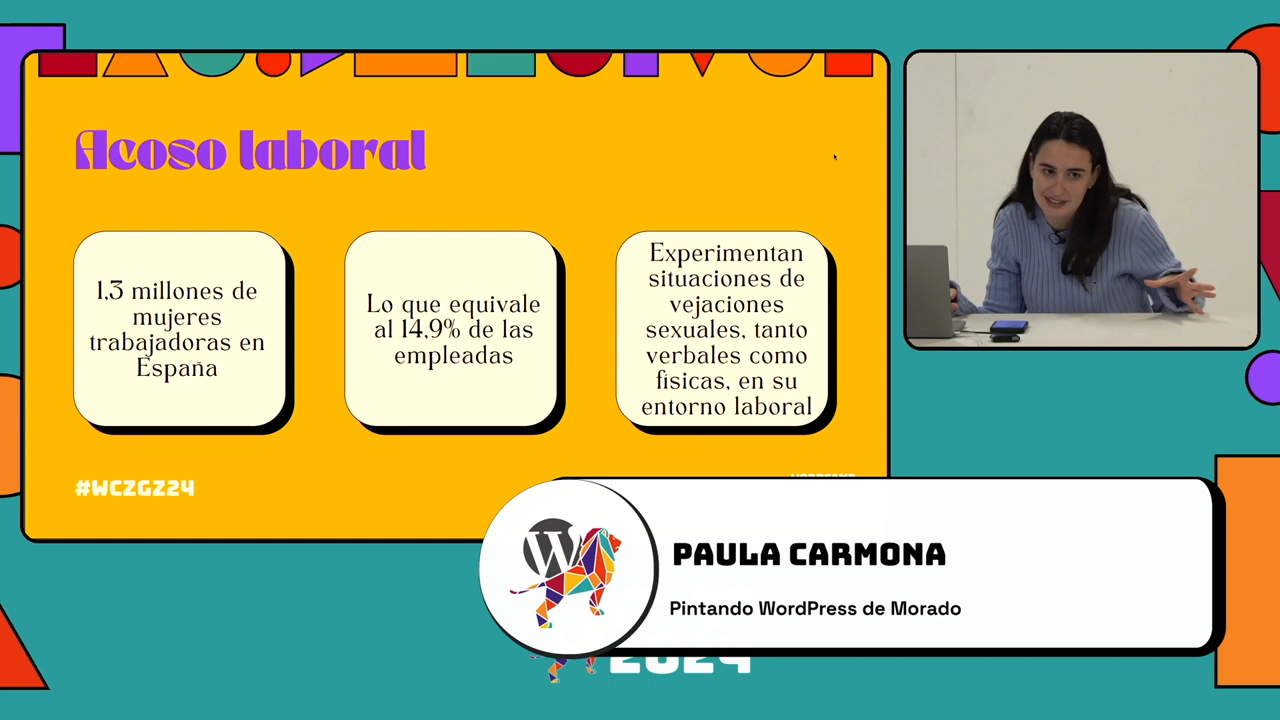 Acoso laboral
1,3 millones de
mujeres
trabajadoras en
España
Lo que equivale
al 14,9% de las
empleadas
Experimentan
situaciones de
vejaciones
sexuales, tanto
verbales como
físicas, en su
entorno laboral
#WCZGZ24
PAULA CARMONA
Pintando WordPress de Morado
2024